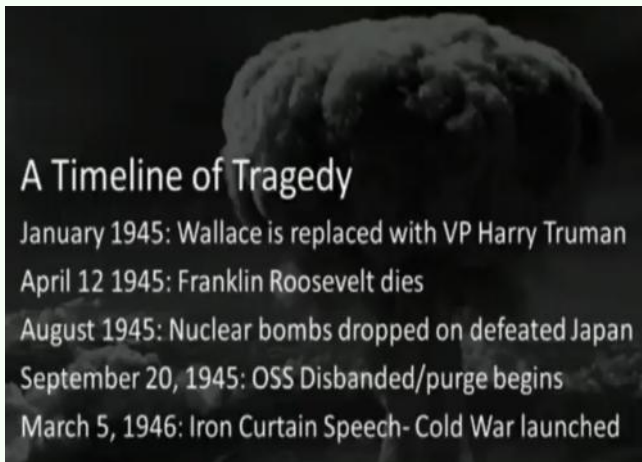 A Timeline of Tragedy
January 1945: Wallace is replaced with VP Harry Truman
April 12 1945: Franklin Roosevelt dies
August 1945: Nuclear bombs dropped on defeated Japan
September 20, 1945: OSS Disbanded/purge begins
March 5, 1946: Iron Curtain Speech- Cold War launched